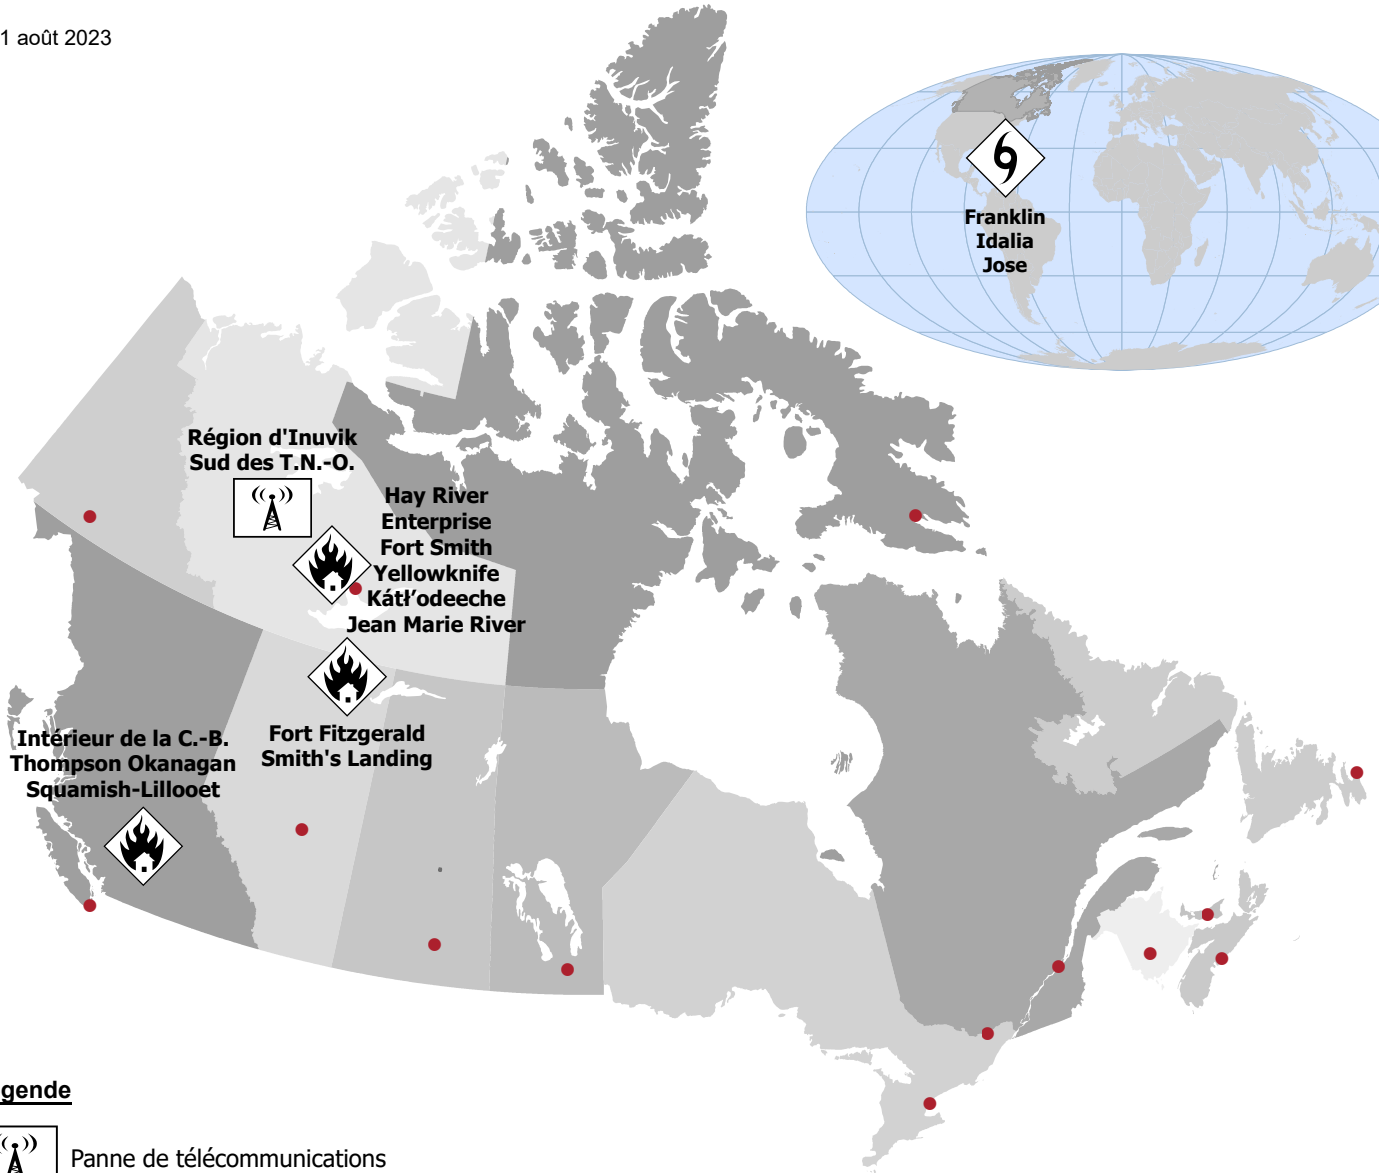 1 août 2023
Franklin
Idalia
Jose
Région d'Inuvik
Sud des T.N.-O.
Hay River
Enterprise
Fort Smith
Yellowknife
Kátł’odeeche
Jean Marie River
Fort Fitzgerald
Smith's Landing
Intérieur de la C.-B.
Thompson Okanagan
Squamish-Lillooet
gende
Panne de télécommunications